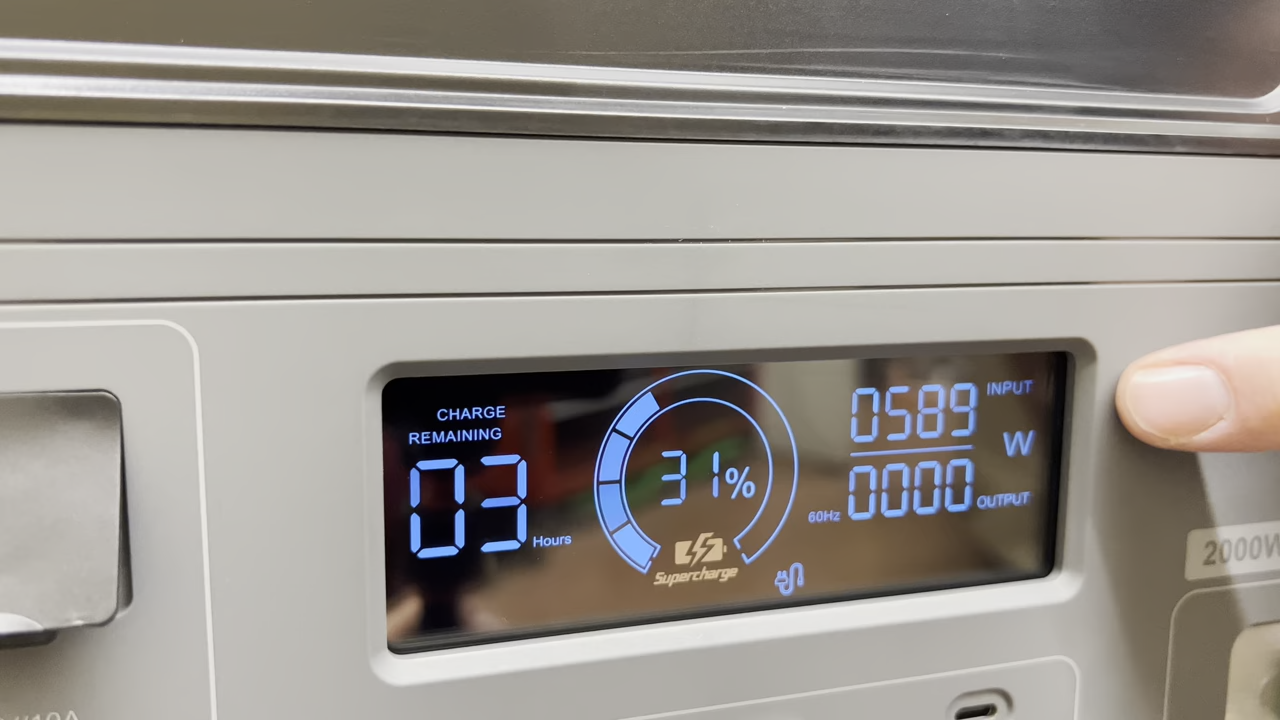 CHARGE
REMAINING
03 Hours
31%
Supercharge
0589 INPUT
W
60Hz 0000 OUTPUT
2000W